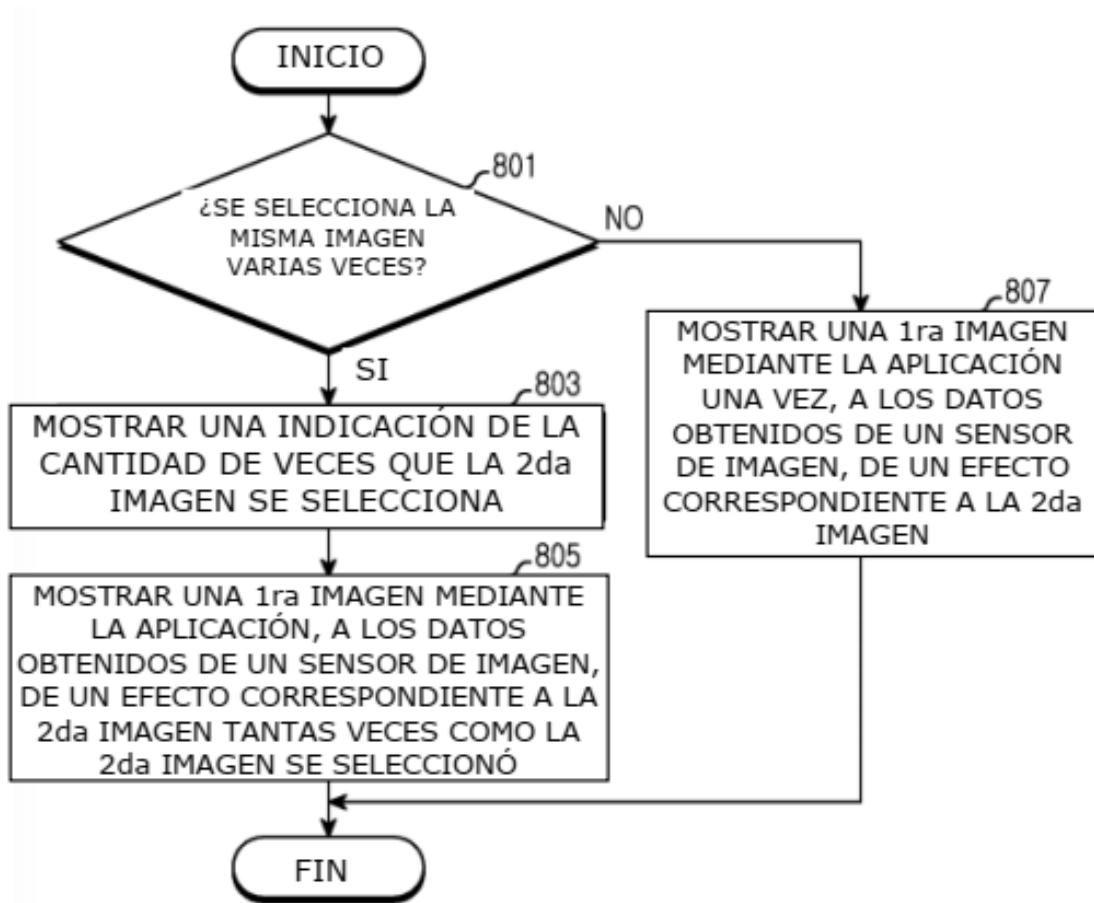 INICIO
801
¿SE SELECCIONA LA
MISMA IMAGEN
VARIAS VECES?
NO
SI
803
MOSTRAR UNA INDICACIÓN DE LA
CANTIDAD DE VECES QUE LA 2da
IMAGEN SE SELECCIONA
805
MOSTRAR UNA 1ra IMAGEN MEDIANTE
LA APLICACIÓN, A LOS DATOS
OBTENIDOS DE UN SENSOR DE IMAGEN,
DE UN EFECTO CORRESPONDIENTE A LA
2da IMAGEN TANTAS VECES COMO LA
2da IMAGEN SE SELECCIONÓ
807
MOSTRAR UNA 1ra IMAGEN
MEDIANTE LA APLICACIÓN
UNA VEZ, A LOS DATOS
OBTENIDOS DE UN SENSOR
DE IMAGEN, DE UN EFECTO
CORRESPONDIENTE A LA 2da
IMAGEN
FIN